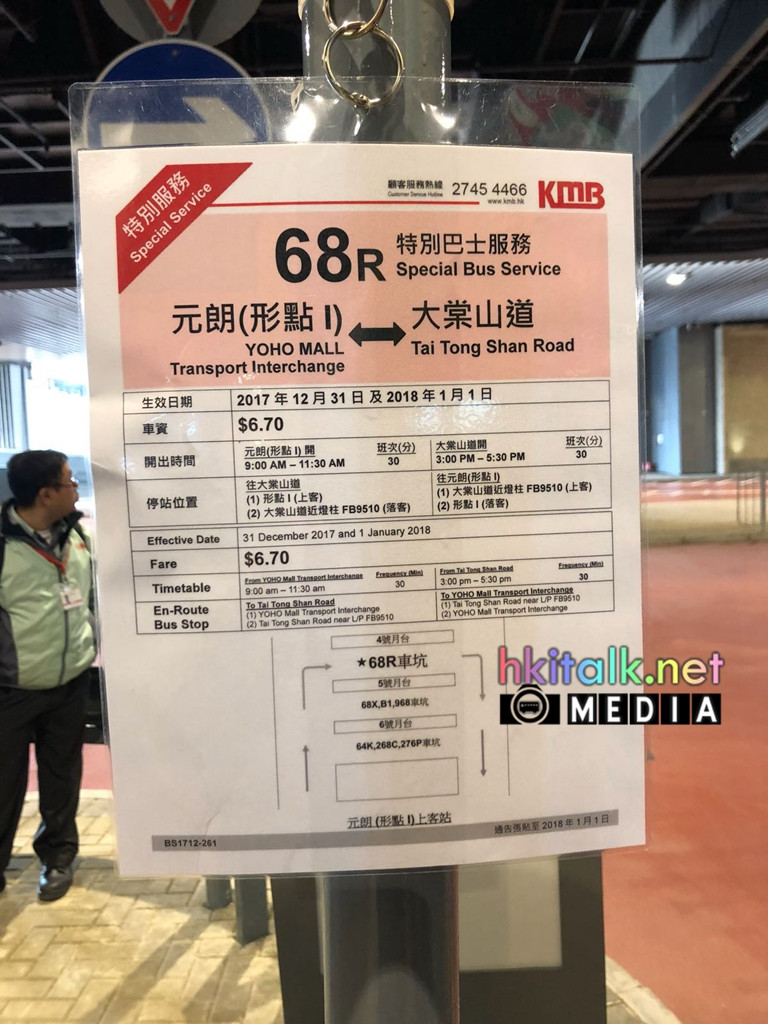 特別服務
Special Service
顧客服務熱線
Customer Service Hotline
2745 4466
www.kmb.hk
KMB
68R
特別巴士服務
Special Bus Service
元朗(形點 I)
YOHO MALL
Transport Interchange
大棠山道
Tai Tong Shan Road
生效日期 2017 年 12 月 31 日 及 2018 年 1 月 1 日
車資 $6.70
開出時間
元朗(形點 I) 開 班次(分)
9:00 AM – 11:30 AM 30
大棠山道開 班次(分)
3:00 PM – 5:30 PM 30
停站位置
往大棠山道
(1) 形點 I (上客)
(2) 大棠山道近燈柱 FB9510 (落客)
往元朗(形點 I)
(1) 大棠山道近燈柱 FB9510 (上客)
(2) 形點 I (落客)
Effective Date 31 December 2017 and 1 January 2018
Fare $6.70
Timetable
From YOHO Mall Transport Interchange Frequency (Min)
9:00 am – 11:30 am 30
From Tai Tong Shan Road Frequency (Min)
3:00 pm – 5:30 pm 30
En-Route
Bus Stop
To Tai Tong Shan Road
(1) YOHO Mall Transport Interchange
(2) Tai Tong Shan Road near L/P FB9510
To YOHO Mall Transport Interchange
(1) Tai Tong Shan Road near L/P FB9510
(2) YOHO Mall Transport Interchange
4號月台
★68R車坑
5號月台
68X,B1,968車坑
6號月台
64K,268C,276P車坑
元朗 (形點 I)上客站
BS1712-261
通告張貼至 2018 年 1 月 1 日
hkitalk.net
MEDIA